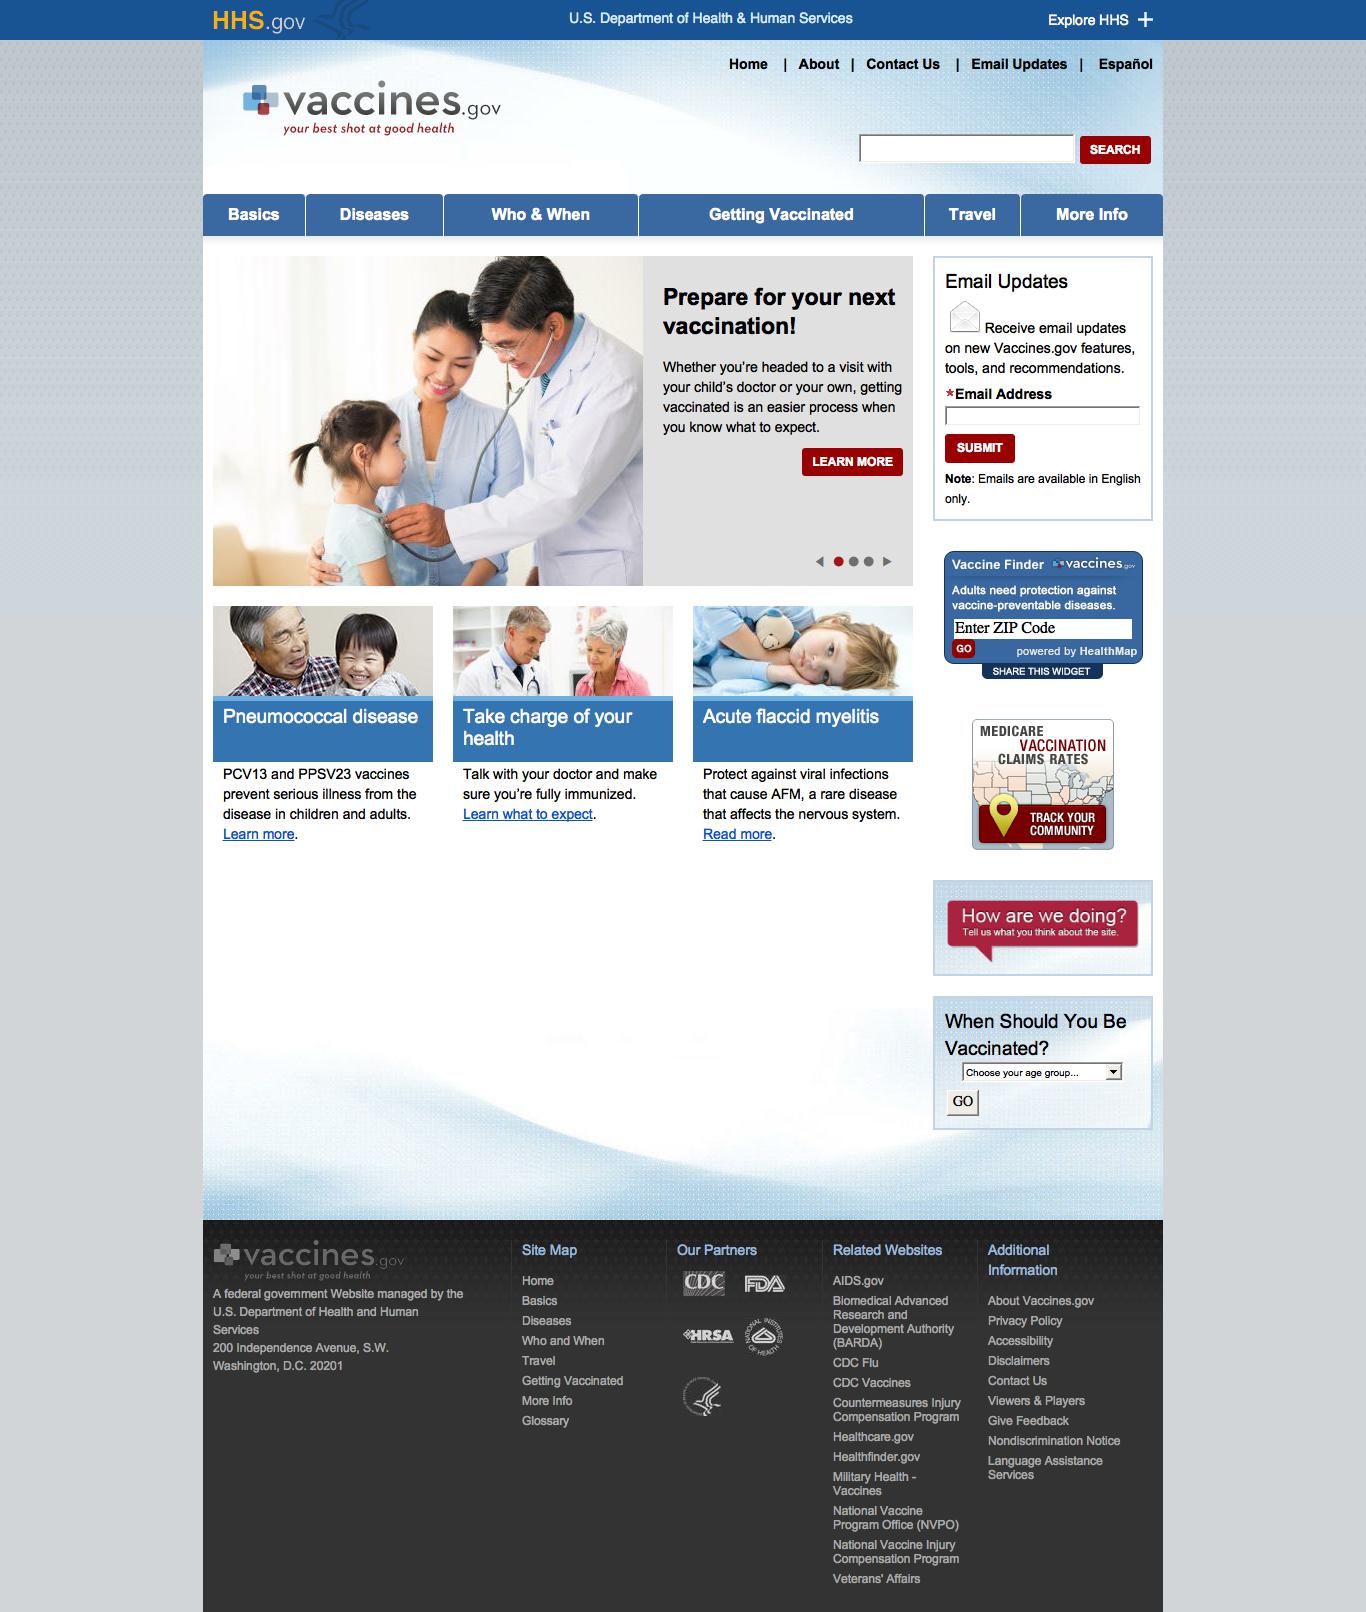 HHS.gov
U.S. Department of Health & Human Services
Explore HHS
Home | About | Contact Us | Email Updates | Español
vaccines.gov
your best shot at good health
SEARCH
Basics
Diseases
Who & When
Getting Vaccinated
Travel
More Info
Prepare for your next
vaccination!
Whether you're headed to a visit with
your child's doctor or your own, getting
vaccinated is an easier process when
you know what to expect.
LEARN MORE
Email Updates
Receive email updates
on new Vaccines.gov features,
tools, and recommendations.
*Email Address
SUBMIT
Note: Emails are available in English
only.
Vaccine Finder vaccines.gov
Adults need protection against
vaccine-preventable diseases.
Enter ZIP Code
GO
powered by HealthMap
SHARE THIS WIDGET
Pneumococcal disease
PCV13 and PPSV23 vaccines
prevent serious illness from the
disease in children and adults.
Learn more.
Take charge of your
health
Talk with your doctor and make
sure you're fully immunized.
Learn what to expect.
Acute flaccid myelitis
Protect against viral infections
that cause AFM, a rare disease
that affects the nervous system.
Read more.
MEDICARE
VACCINATION
CLAIMS RATES
TRACK YOUR
COMMUNITY
How are we doing?
Tell us what you think about the site.
When Should You Be
Vaccinated?
Choose your age group...
GO
vaccines.gov
your best shot at good health
A federal government Website managed by the
U.S. Department of Health and Human
Services
200 Independence Avenue, S.W.
Washington, D.C. 20201
Site Map
Home
Basics
Diseases
Who and When
Travel
Getting Vaccinated
More Info
Glossary
Our Partners
CDC
FDA
HRSA
NATIONAL INSTITUTES
OF HEALTH
Related Websites
AIDS.gov
Biomedical Advanced
Research and
Development Authority
(BARDA)
CDC Flu
CDC Vaccines
Countermeasures Injury
Compensation Program
Healthcare.gov
Healthfinder.gov
Military Health -
Vaccines
National Vaccine
Program Office (NVPO)
National Vaccine Injury
Compensation Program
Veterans' Affairs
Additional
Information
About Vaccines.gov
Privacy Policy
Accessibility
Disclaimers
Contact Us
Viewers & Players
Give Feedback
Nondiscrimination Notice
Language Assistance
Services